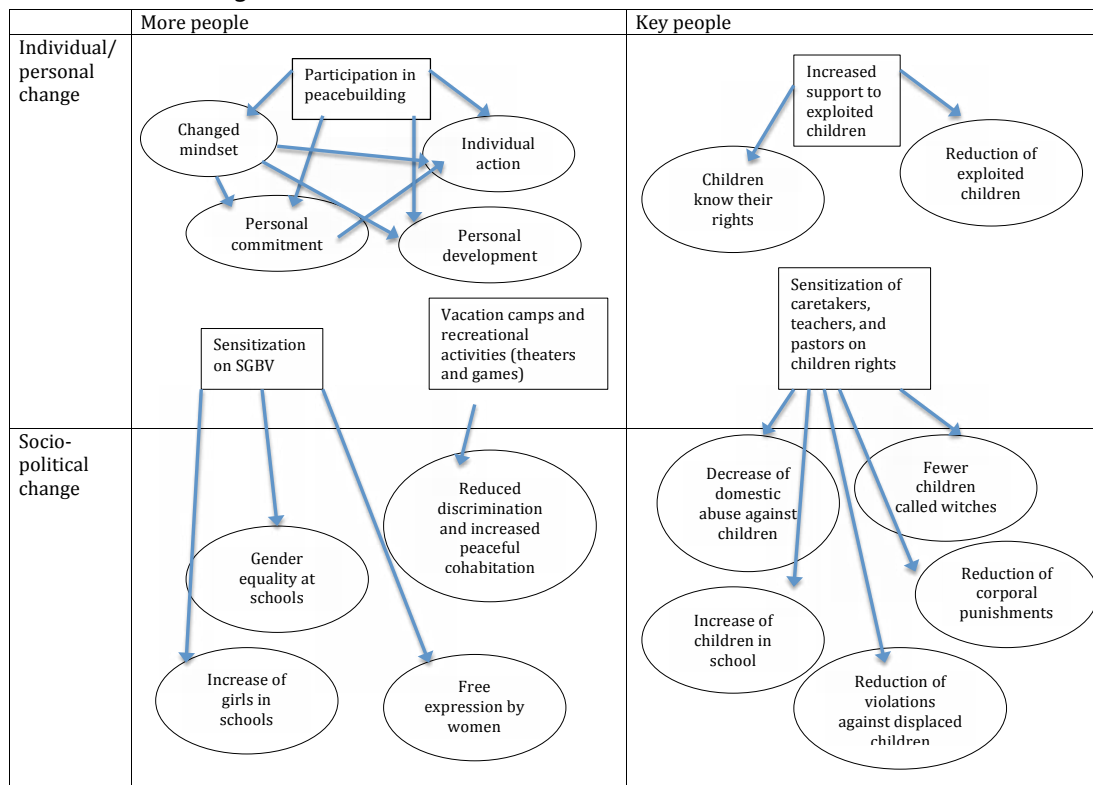 More people
Key people
Individual/
personal
change
Participation in
peacebuilding
Changed
mindset
Individual
action
Personal
commitment
Personal
development
Increased
support to
exploited
children
Children
know their
rights
Reduction of
exploited
children
Sensitization
on SGBV
Vacation camps and
recreational
activities (theaters
and games)
Sensitization of
caretakers,
teachers, and
pastors on
children rights
Socio-
political
change
Reduced
discrimination
and increased
peaceful
cohabitation
Gender
equality at
schools
Increase of
girls in
schools
Free
expression by
women
Decrease of
domestic
abuse against
children
Fewer
children
called witches
Reduction of
corporal
punishments
Increase of
children in
school
Reduction of
violations
against displaced
children